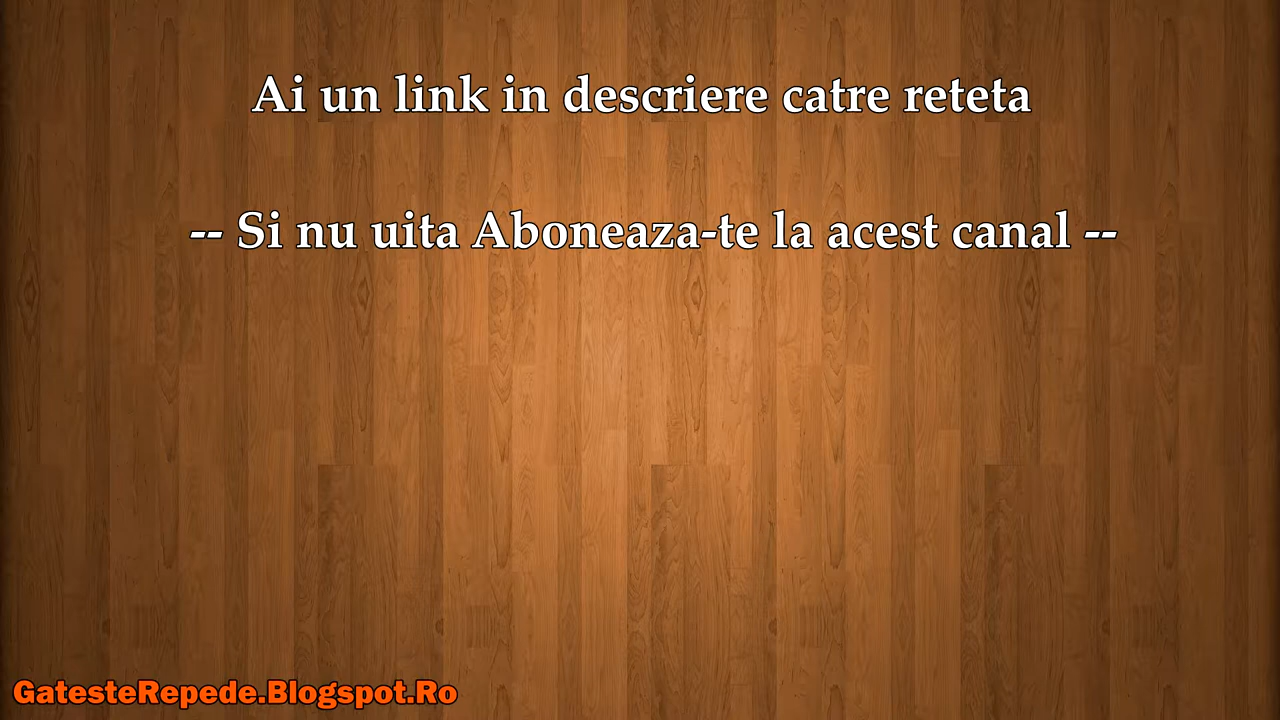 Ai un link in descriere catre reteta
-- Si nu uita Aboneaza-te la acest canal --
GatesteRepede.Blogspot.Ro